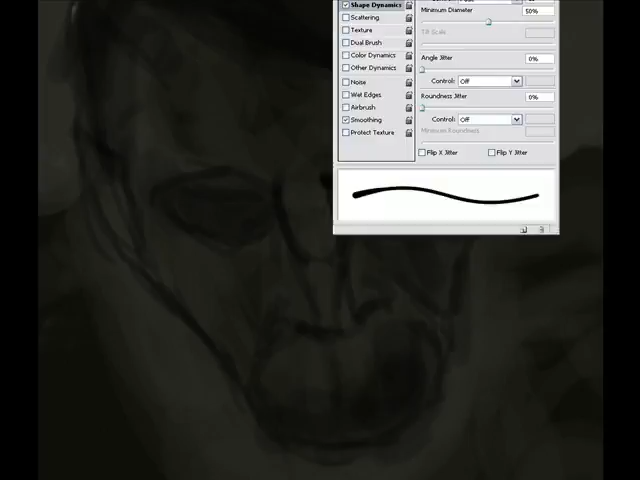 Shape Dynamics
Minimum Diameter 50%
Scattering
Texture
Tilt Scale
Dual Brush
Color Dynamics
Angle Jitter 0%
Other Dynamics
Noise
Control: Off
Wet Edges
Roundness Jitter 0%
Airbrush
Smoothing
Control: Off
Protect Texture
Minimum Roundness
Flip X Jitter Flip Y Jitter